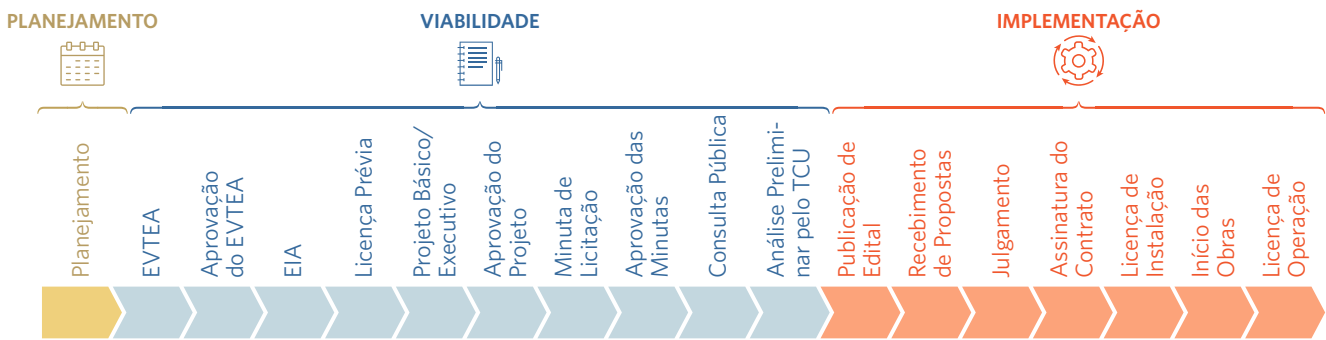 PLANEJAMENTO
VIABILIDADE
IMPLEMENTAÇÃO
Planejamento
EVTEA
Aprovação
do EVTEA
EIA
Licença Prévia
Projeto Básico/
Executivo
Aprovação do
Projeto
Minuta de
Licitação
Aprovação das
Minutas
Consulta Pública
Análise Prelimi-
nar pelo TCU
Publicação de
Edital
Recebimento
de Propostas
Julgamento
Assinatura do
Contrato
Licença de
Instalação
Início das
Obras
Licença de
Operação